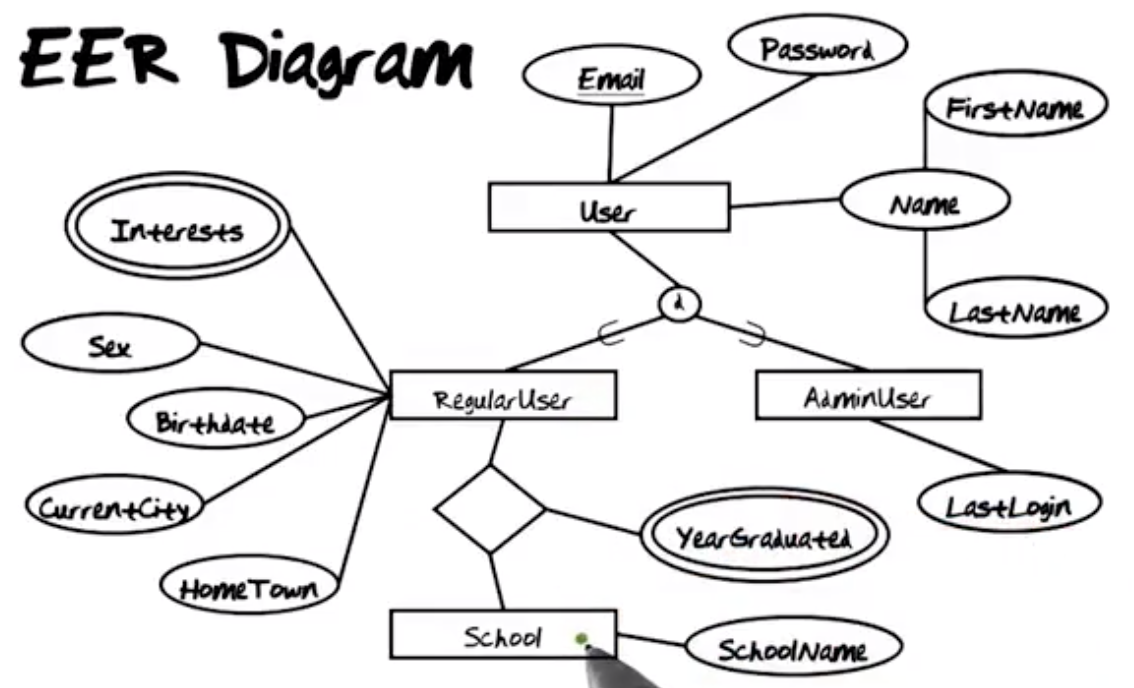 EER Diagram
Password
Email
FirstName
Interests
User
Name
d
LastName
Sex
RegularUser
AdminUser
Birthdate
CurrentCity
LastLogin
YearGraduated
HomeTown
School
SchoolName